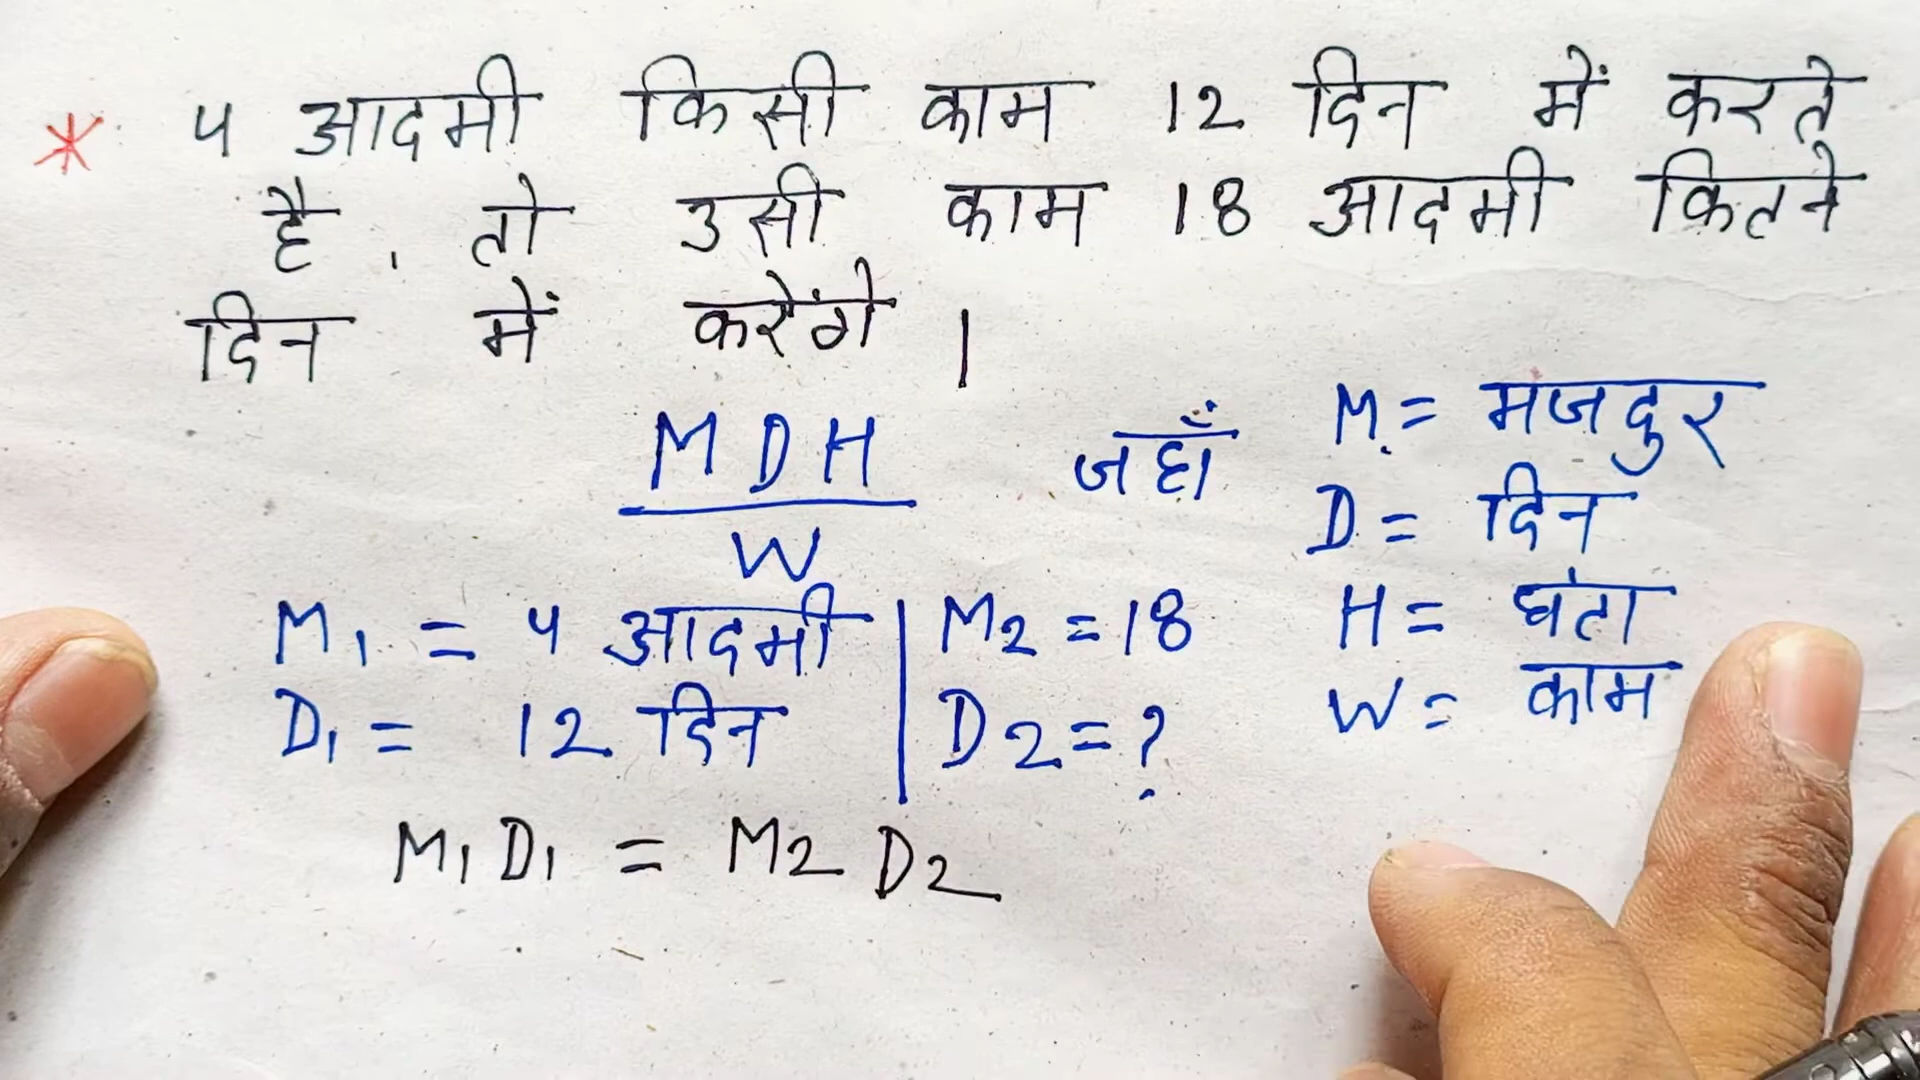 * 4 आदमी किसी काम 12 दिन में करते
है, तो उसी काम 18 आदमी कितने
दिन में करेंगे ।
M D H
W
जहाँ
M = मजदुर
D = दिन
H = घंटा
W = काम
M1 = 4 आदमी | M2 = 18
D1 = 12 दिन | D2 = ?
M1 D1 = M2 D2